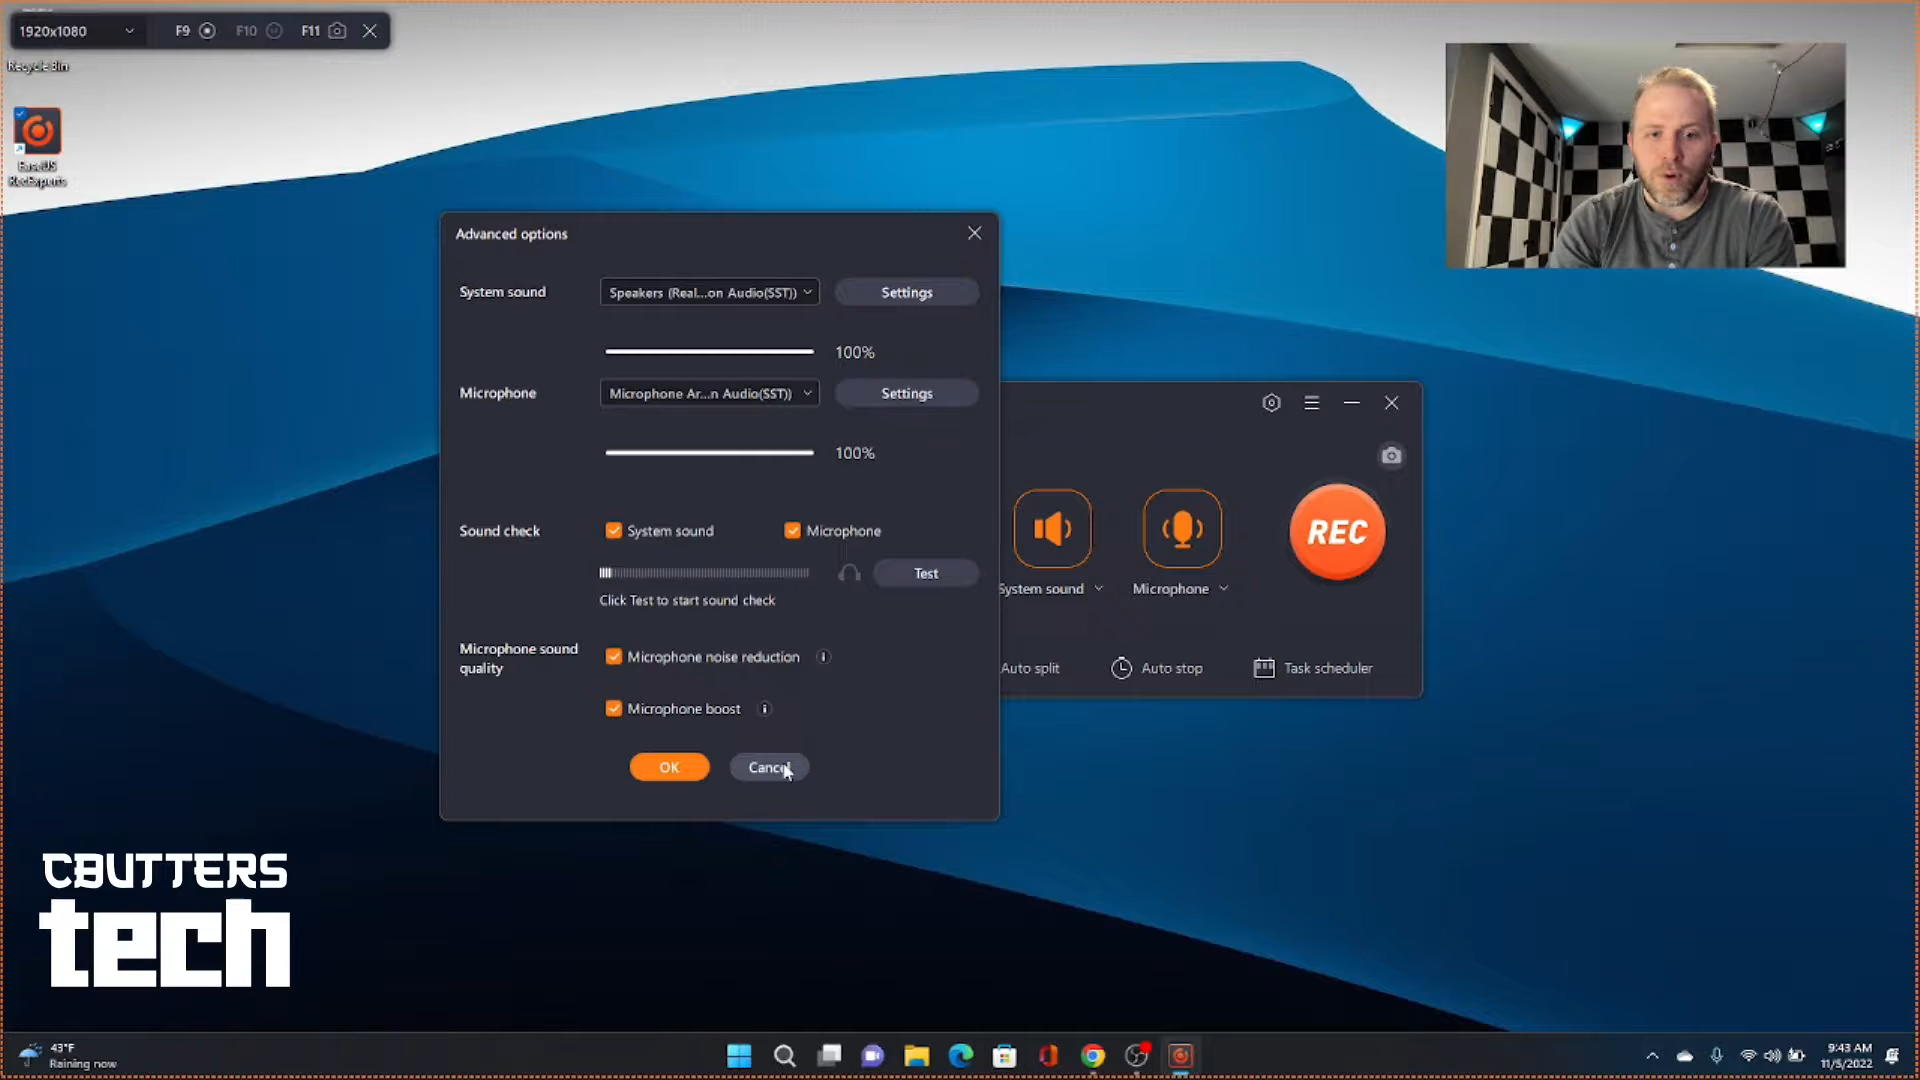 1920x1080
F9
F10
F11
Recycle Bin
EaseUS
RecExperts
Advanced options
System sound
Speakers (Real...on Audio(SST))
Settings
100%
Microphone
Microphone Ar...n Audio(SST))
Settings
100%
Sound check
System sound
Microphone
Test
Click Test to start sound check
Microphone sound
quality
Microphone noise reduction
Microphone boost
OK
Cancel
REC
System sound
Microphone
Auto split
Auto stop
Task scheduler
CBUTTERS
tech
43°F
Raining now
9:43 AM
11/5/2022